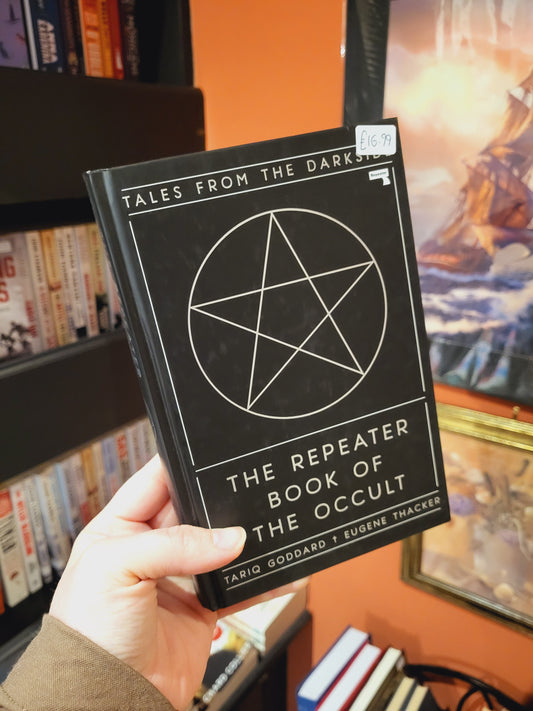 £16.99
TALES FROM THE DARKSIDE
THE REPEATER
BOOK OF
THE OCCULT
TARIQ GODDARD + EUGENE THACKER